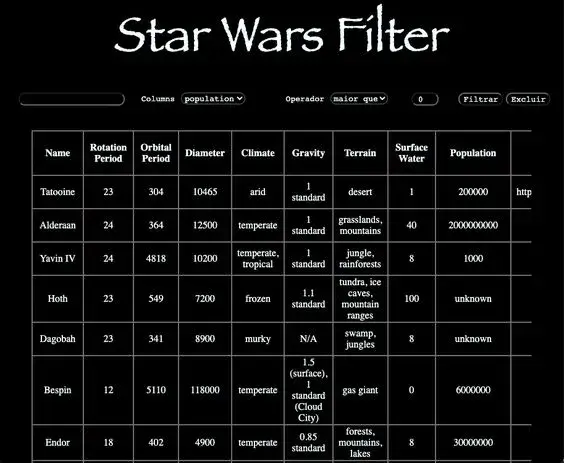 Star Wars Filter
Columns population Operador maior que 0 Filtrar Excluir
Name Rotation Period Orbital Period Diameter Climate Gravity Terrain Surface Water Population
Tatooine 23 304 10465 arid 1 standard desert 1 200000 http
Alderaan 24 364 12500 temperate 1 standard grasslands, mountains 40 2000000000
Yavin IV 24 4818 10200 temperate, tropical 1 standard jungle, rainforests 8 1000
Hoth 23 549 7200 frozen 1.1 standard tundra, ice caves, mountain ranges 100 unknown
Dagobah 23 341 8900 murky N/A swamp, jungles 8 unknown
Bespin 12 5110 118000 temperate 1.5 (surface), 1 standard (Cloud City) gas giant 0 6000000
Endor 18 402 4900 temperate 0.85 standard forests, mountains, lakes 8 30000000